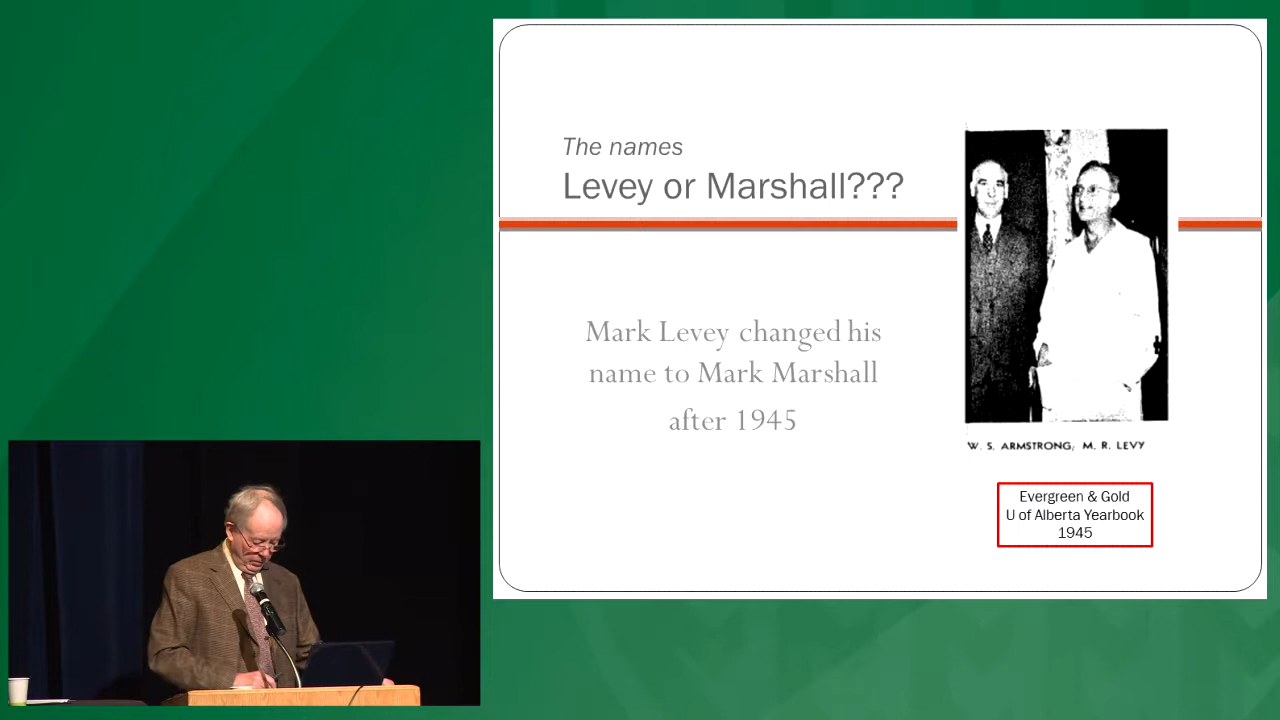 The names
Levey or Marshall???
Mark Levey changed his
name to Mark Marshall
after 1945
W. S. ARMSTRONG; M. R. LEVY
Evergreen & Gold
U of Alberta Yearbook
1945